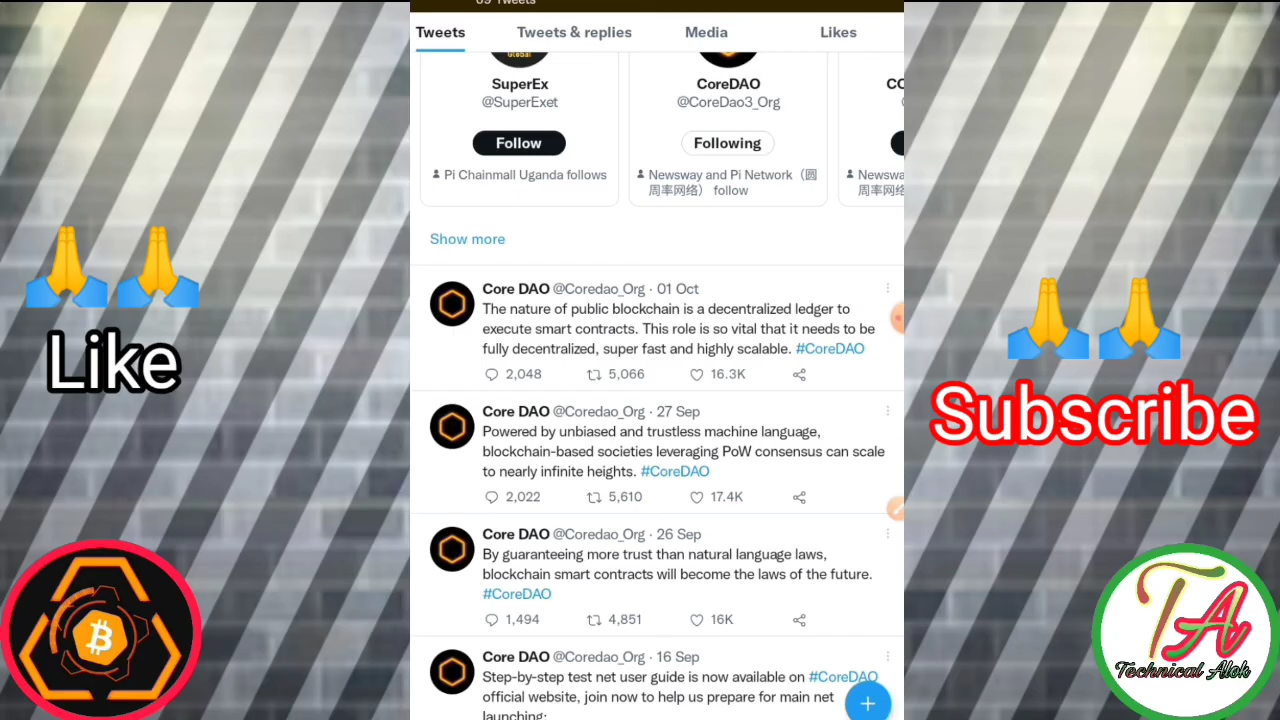 69 Tweets
Tweets
Tweets & replies
Media
Likes
Global
SuperEx
@SuperExet
Follow
Pi Chainmall Uganda follows
CoreDAO
@CoreDao3_Org
Following
Newsway and Pi Network（圆
周率网络） follow
Show more
Core DAO @Coredao_Org · 01 Oct
The nature of public blockchain is a decentralized ledger to
execute smart contracts. This role is so vital that it needs to be
fully decentralized, super fast and highly scalable. #CoreDAO
2,048 5,066 16.3K
Core DAO @Coredao_Org · 27 Sep
Powered by unbiased and trustless machine language,
blockchain-based societies leveraging PoW consensus can scale
to nearly infinite heights. #CoreDAO
2,022 5,610 17.4K
Core DAO @Coredao_Org · 26 Sep
By guaranteeing more trust than natural language laws,
blockchain smart contracts will become the laws of the future.
#CoreDAO
1,494 4,851 16K
Core DAO @Coredao_Org · 16 Sep
Step-by-step test net user guide is now available on #CoreDAO
official website, join now to help us prepare for main net
launching:
Like
Subscribe
TA
Technical Alok